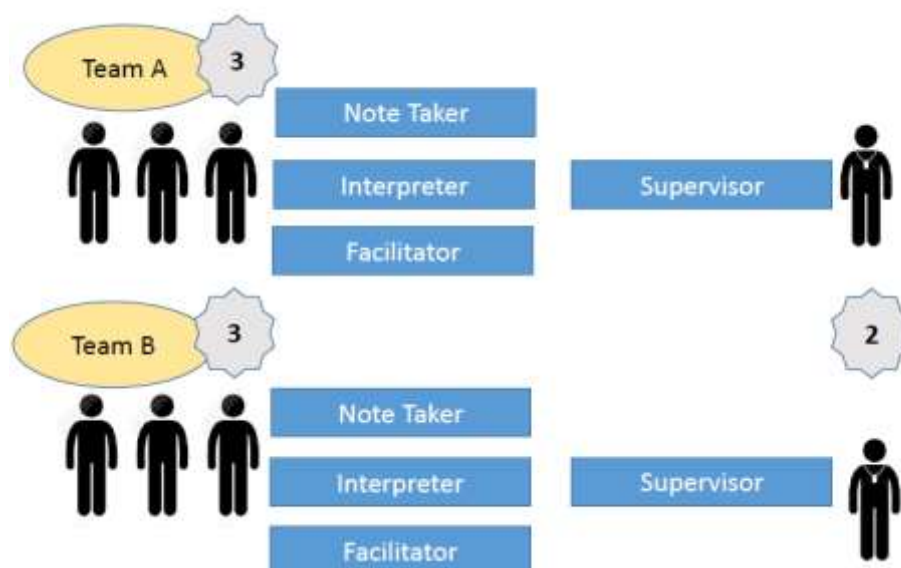 Team A
3
Note Taker
Interpreter
Supervisor
Facilitator
Team B
3
2
Note Taker
Interpreter
Supervisor
Facilitator